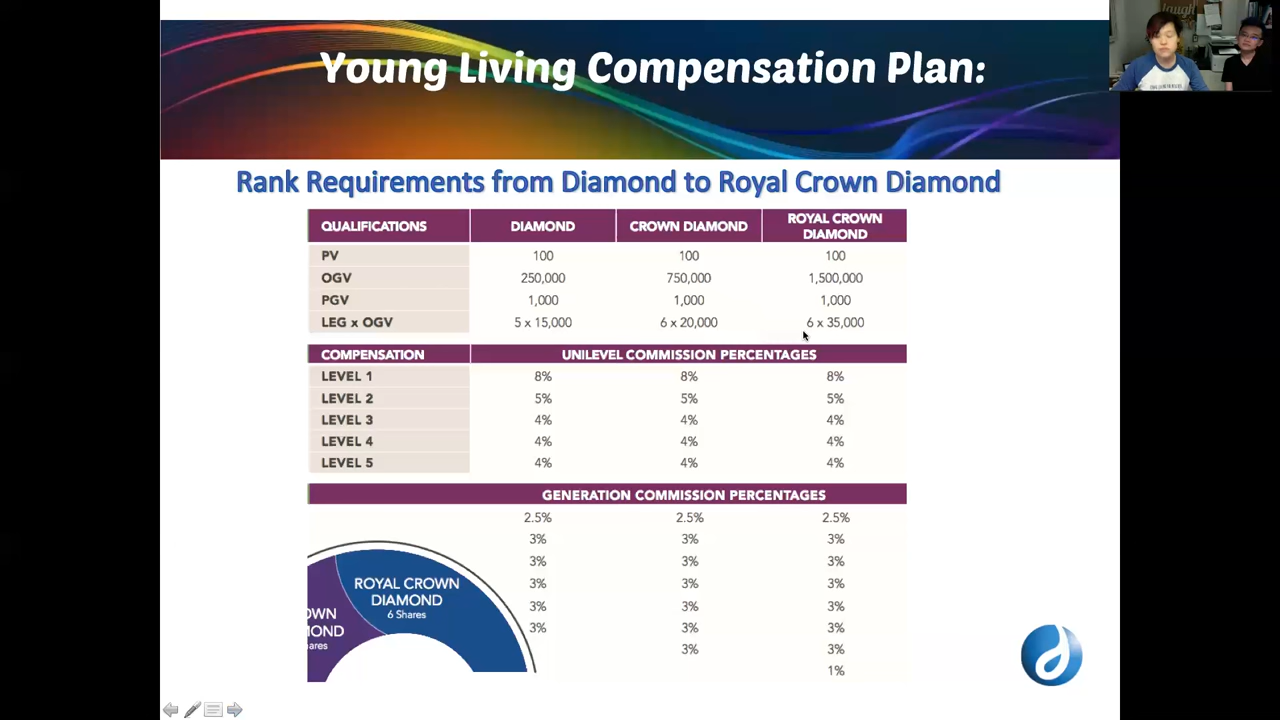 Young Living Compensation Plan:
Rank Requirements from Diamond to Royal Crown Diamond
QUALIFICATIONS DIAMOND CROWN DIAMOND ROYAL CROWN DIAMOND
PV 100 100 100
OGV 250,000 750,000 1,500,000
PGV 1,000 1,000 1,000
LEG x OGV 5 x 15,000 6 x 20,000 6 x 35,000
COMPENSATION UNILEVEL COMMISSION PERCENTAGES
LEVEL 1 8% 8% 8%
LEVEL 2 5% 5% 5%
LEVEL 3 4% 4% 4%
LEVEL 4 4% 4% 4%
LEVEL 5 4% 4% 4%
GENERATION COMMISSION PERCENTAGES
2.5% 2.5% 2.5%
3% 3% 3%
3% 3% 3%
3% 3% 3%
3% 3% 3%
3% 3% 3%
3% 3%
1%
ROYAL CROWN
DIAMOND
6 Shares
OWN
OND
ares
laugh